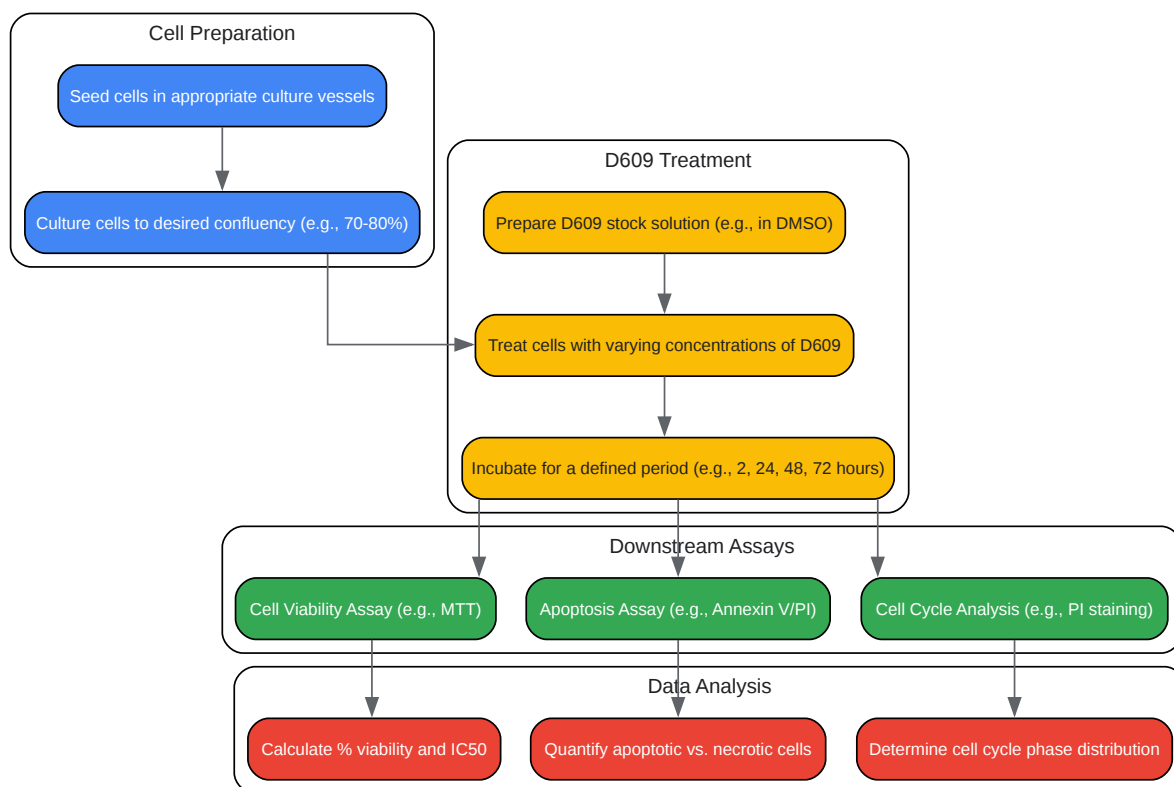 Cell Preparation
Seed cells in appropriate culture vessels
Culture cells to desired confluency (e.g., 70-80%)
D609 Treatment
Prepare D609 stock solution (e.g., in DMSO)
Treat cells with varying concentrations of D609
Incubate for a defined period (e.g., 2, 24, 48, 72 hours)
Downstream Assays
Cell Viability Assay (e.g., MTT)
Apoptosis Assay (e.g., Annexin V/PI)
Cell Cycle Analysis (e.g., PI staining)
Data Analysis
Calculate % viability and IC50
Quantify apoptotic vs. necrotic cells
Determine cell cycle phase distribution